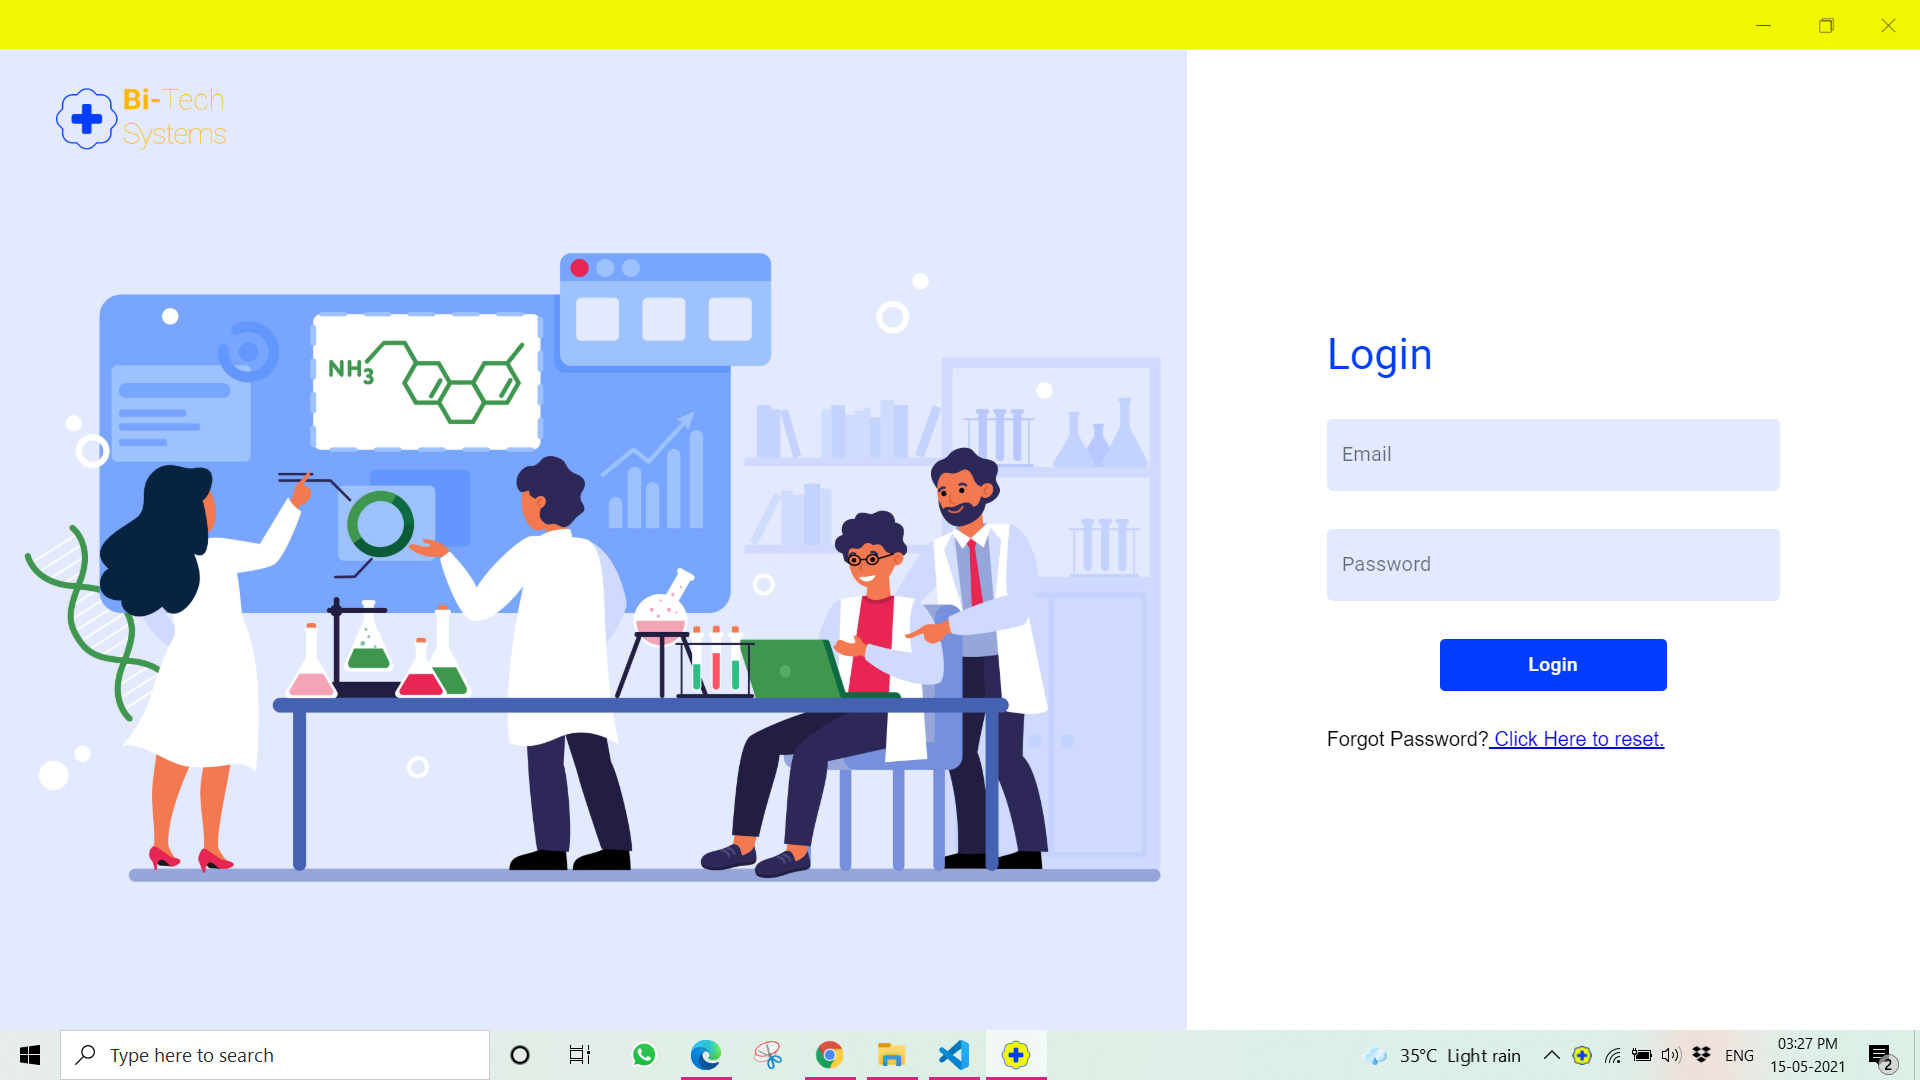 Bi-Tech
Systems
NH3
Login
Email
Password
Login
Forgot Password? Click Here to reset.
Type here to search
35°C Light rain
ENG
03:27 PM
15-05-2021
2